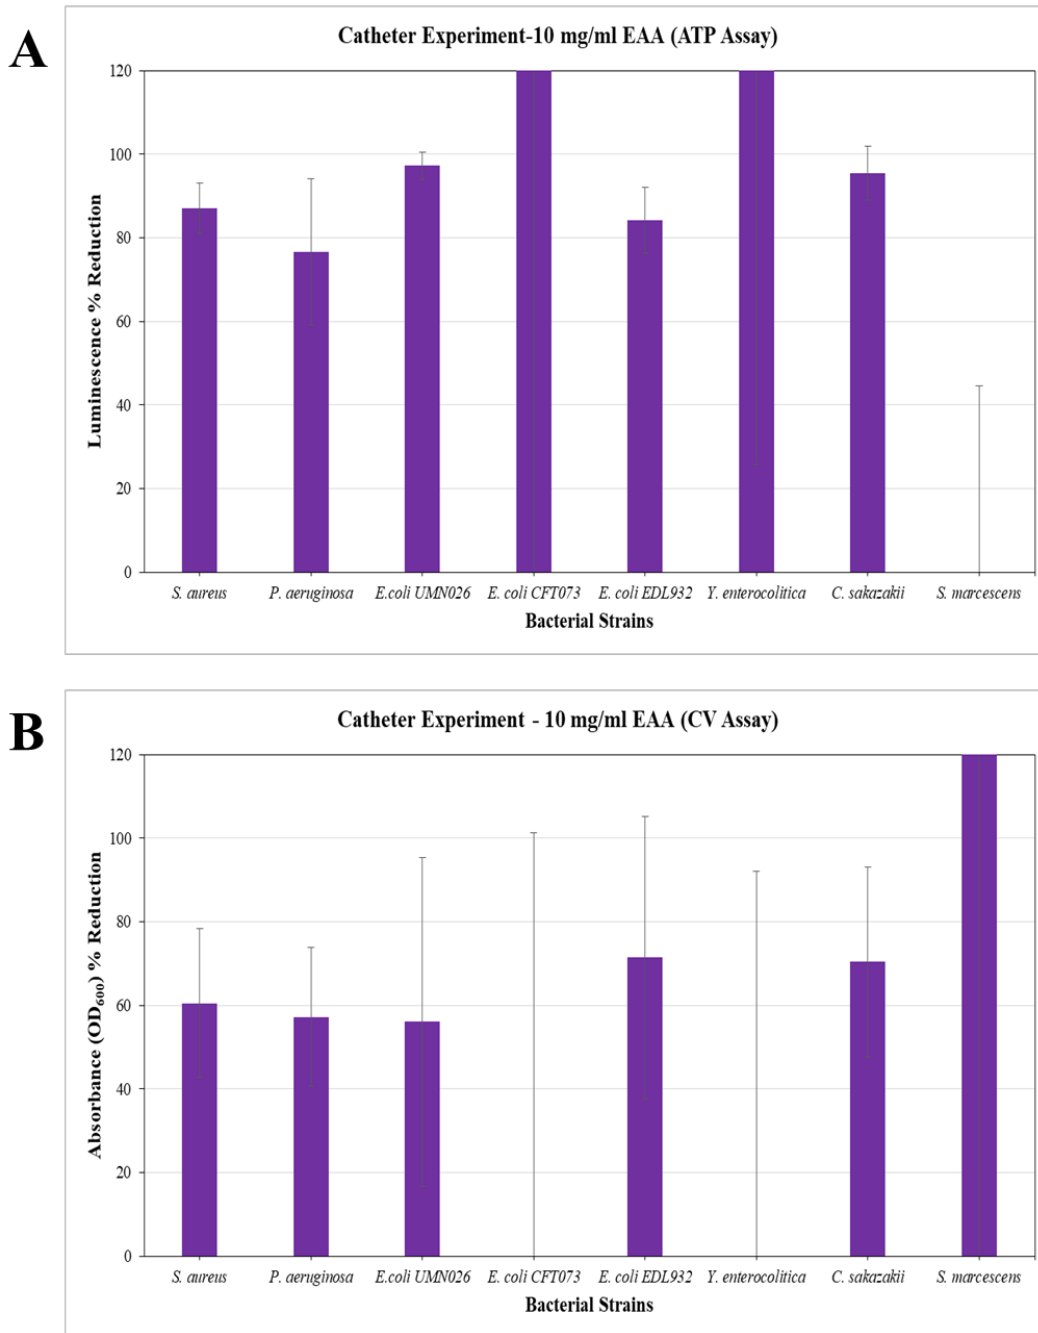 A
Catheter Experiment-10 mg/ml EAA (ATP Assay)
Luminescence % Reduction
120
100
80
60
40
20
0
S. aureus P. aeruginosa E.coli UMN026 E. coli CFT073 E. coli EDL932 Y. enterocolitica C. sakazakii S. marcescens
Bacterial Strains
B
Catheter Experiment - 10 mg/ml EAA (CV Assay)
Absorbance (OD₆₀₀) % Reduction
120
100
80
60
40
20
0
S. aureus P. aeruginosa E.coli UMN026 E. coli CFT073 E. coli EDL932 Y. enterocolitica C. sakazakii S. marcescens
Bacterial Strains